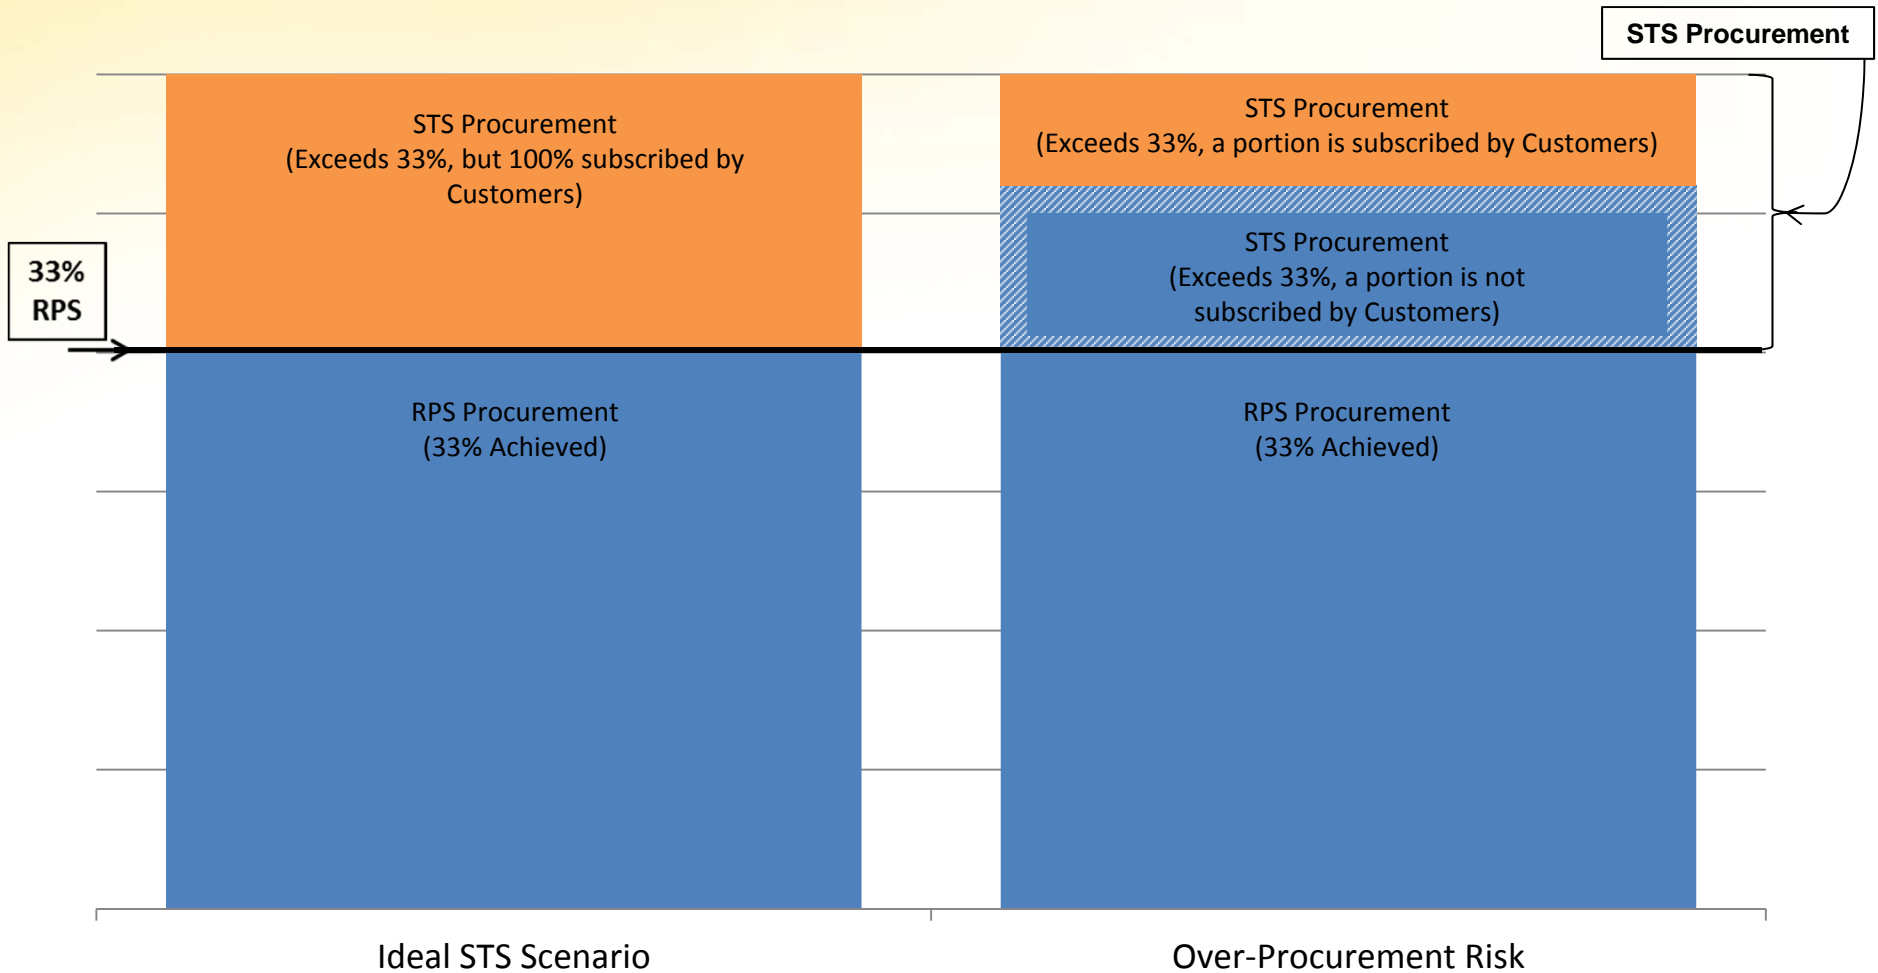 STS Procurement
STS Procurement
(Exceeds 33%, but 100% subscribed by
Customers)
STS Procurement
(Exceeds 33%, a portion is subscribed by Customers)
STS Procurement
(Exceeds 33%, a portion is not
subscribed by Customers)
33%
RPS
RPS Procurement
(33% Achieved)
RPS Procurement
(33% Achieved)
Ideal STS Scenario
Over-Procurement Risk